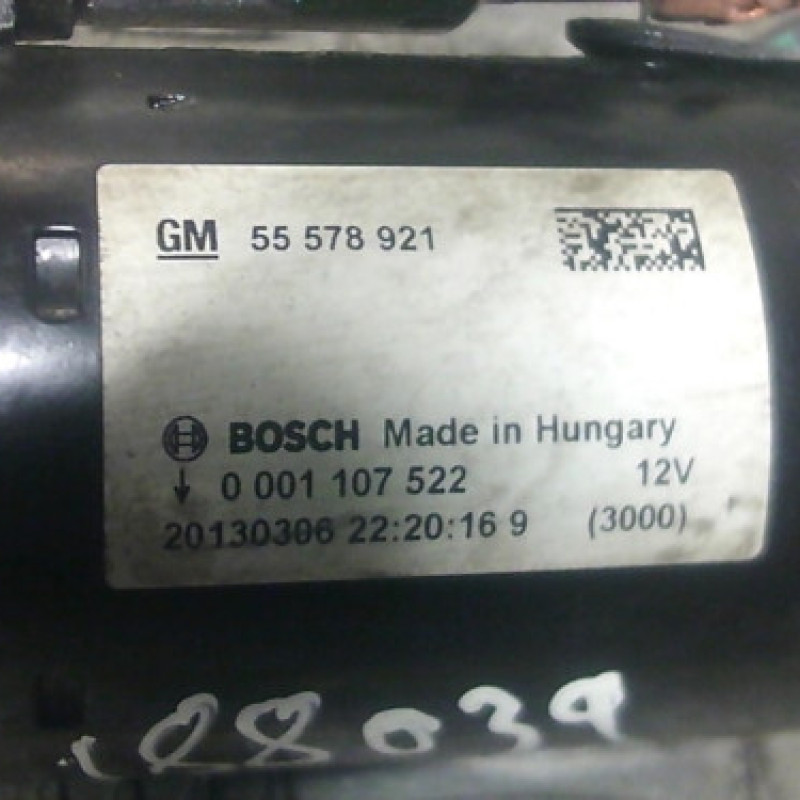 GM 55 578 921
BOSCH Made in Hungary
↓ 0 001 107 522 12V
20130306 22:20:16 9 (3000)